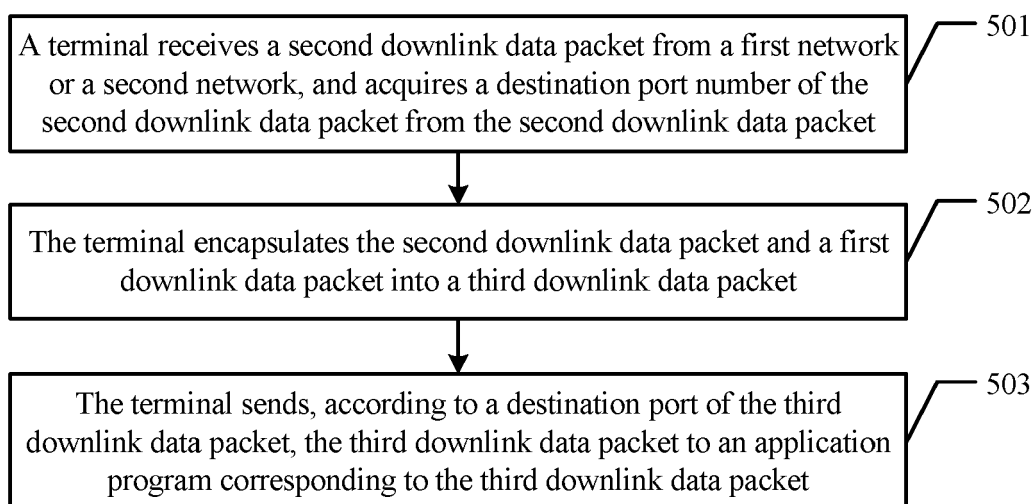 A terminal receives a second downlink data packet from a first network
or a second network, and acquires a destination port number of the
second downlink data packet from the second downlink data packet
501
The terminal encapsulates the second downlink data packet and a first
downlink data packet into a third downlink data packet
502
The terminal sends, according to a destination port of the third
downlink data packet, the third downlink data packet to an application
program corresponding to the third downlink data packet
503